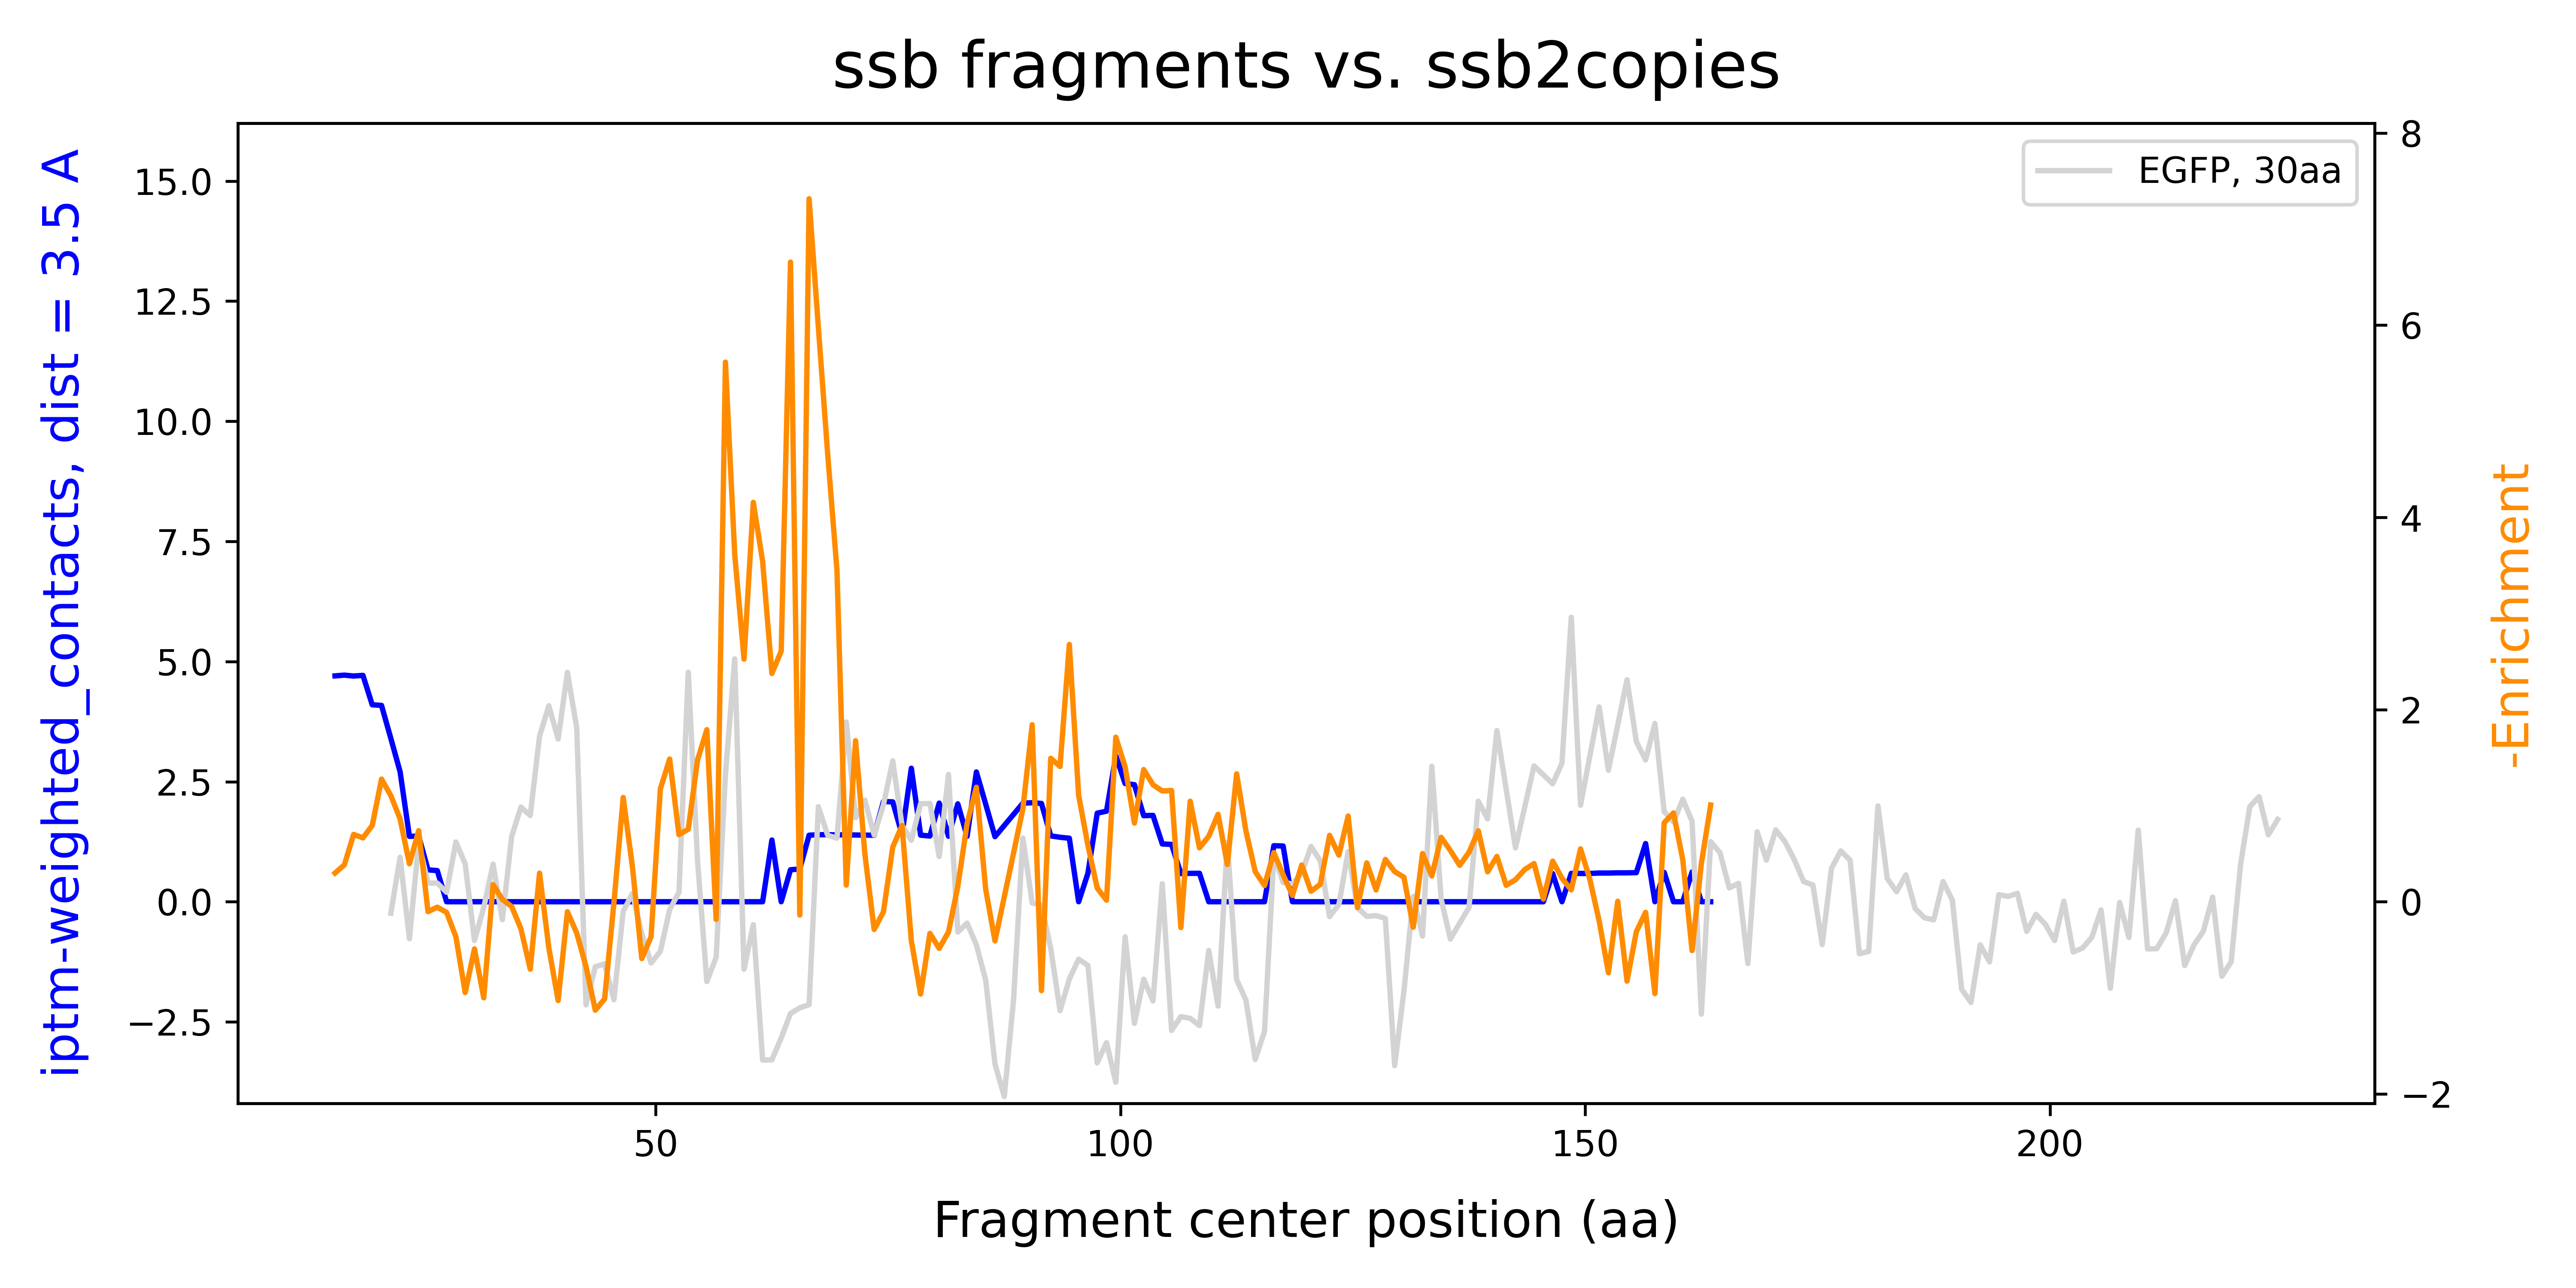 ssb fragments vs. ssb2copies
iptm-weighted_contacts, dist = 3.5 A
15.0
12.5
10.0
7.5
5.0
2.5
0.0
−2.5
EGFP, 30aa
8
6
4
2
0
−2
-Enrichment
50 100 150 200
Fragment center position (aa)